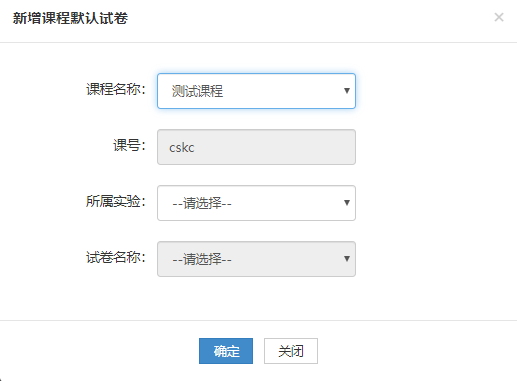 新增课程默认试卷 ×
课程名称： 测试课程
课号： cskc
所属实验： --请选择--
试卷名称： --请选择--
确定 关闭